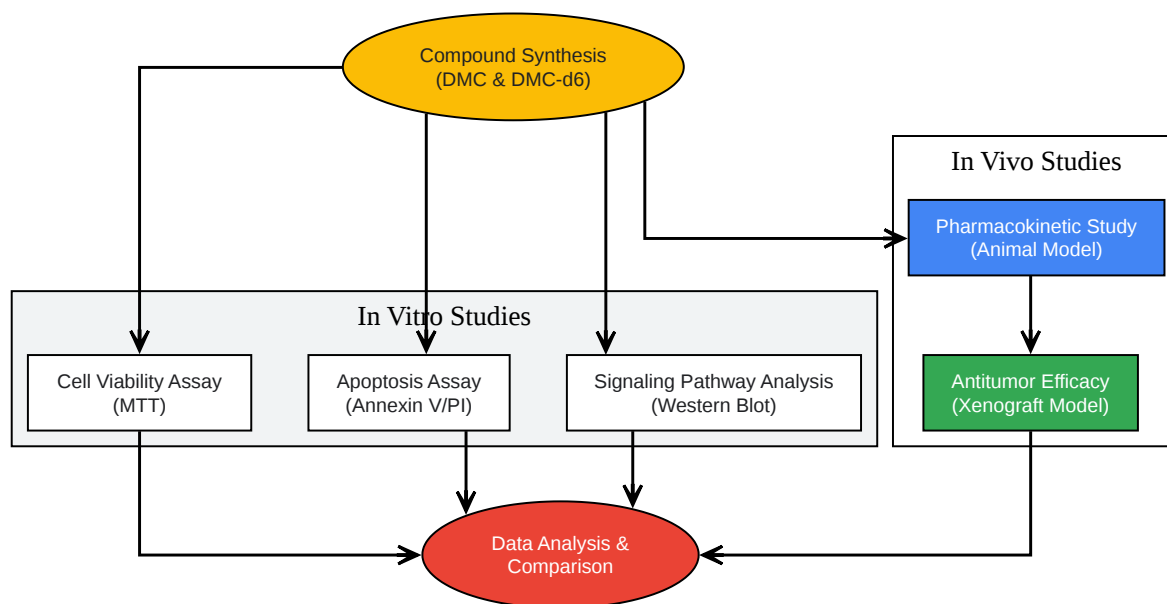 Compound Synthesis
(DMC & DMC-d6)
In Vivo Studies
Pharmacokinetic Study
(Animal Model)
In Vitro Studies
Cell Viability Assay
(MTT)
Apoptosis Assay
(Annexin V/PI)
Signaling Pathway Analysis
(Western Blot)
Antitumor Efficacy
(Xenograft Model)
Data Analysis &
Comparison